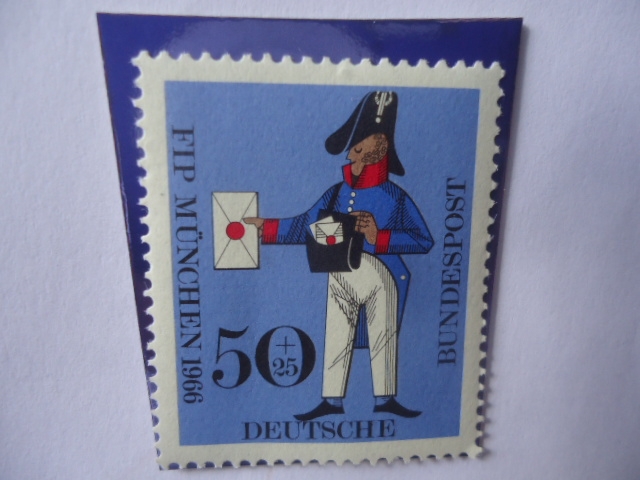 FIP MÜNCHEN 1966
50
+
25
DEUTSCHE
BUNDESPOST